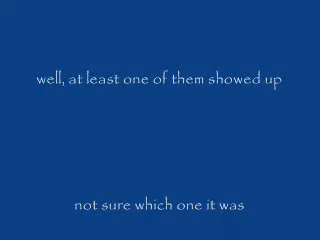 well, at least one of them showed up
not sure which one it was